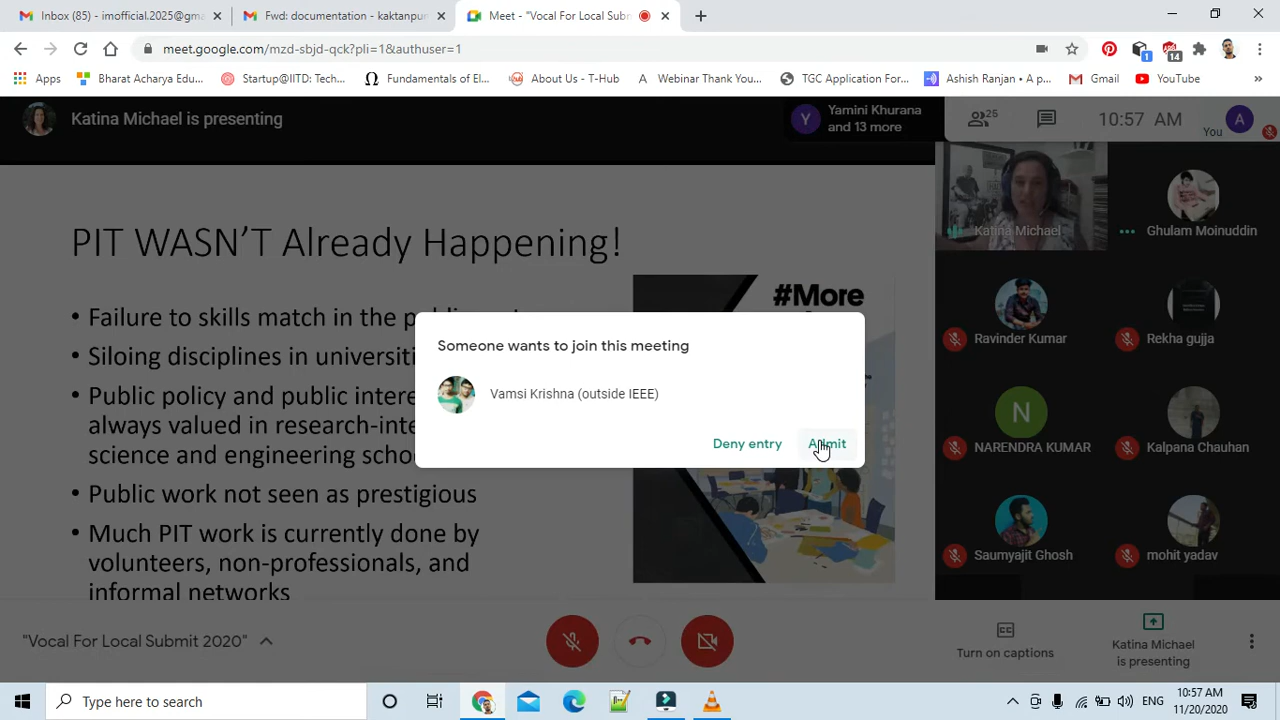 Inbox (85) - imofficial.2025@gm
Fwd: documentation - kaktanpur
Meet - "Vocal For Local Subm
meet.google.com/mzd-sbjd-qck?pli=1&authuser=1
1
14
Apps
Bharat Acharya Edu...
Startup@IITD: Tech...
Fundamentals of El...
About Us - T-Hub
Webinar Thank You...
TGC Application For...
Ashish Ranjan • A p...
Gmail
YouTube
»
Katina Michael is presenting
Y
Yamini Khurana
and 13 more
25
10:57 AM
You
A
PIT WASN'T Already Happening!
• Failure to skills match in the
• Siloing disciplines in universiti
• Public policy and public intere
always valued in research-inte
science and engineering scho
• Public work not seen as prestigious
• Much PIT work is currently done by
volunteers, non-professionals, and
informal networks
#More
Someone wants to join this meeting
Vamsi Krishna (outside IEEE)
Deny entry
Admit
Katina Michael
Ghulam Moinuddin
Ravinder Kumar
Rekha gujja
N
NARENDRA KUMAR
Kalpana Chauhan
Saumyajit Ghosh
mohit yadav
"Vocal For Local Submit 2020"
CC
Turn on captions
Katina Michael
is presenting
Type here to search
ENG
10:57 AM
11/20/2020